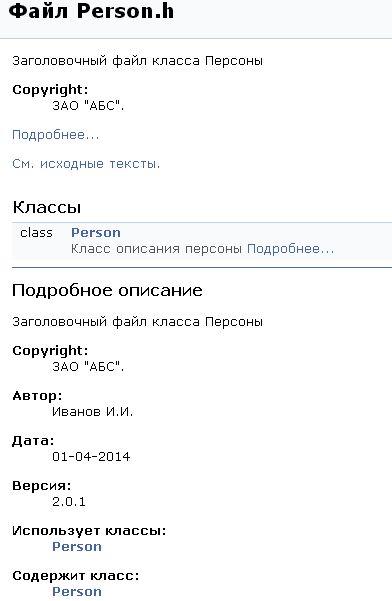 Файл Person.h
Заголовочный файл класса Персоны
Copyright:
ЗАО "АБС".
Подробнее...
См. исходные тексты.
Классы
class Person
Класс описания персоны Подробнее...
Подробное описание
Заголовочный файл класса Персоны
Copyright:
ЗАО "АБС".
Автор:
Иванов И.И.
Дата:
01-04-2014
Версия:
2.0.1
Использует классы:
Person
Содержит класс:
Person